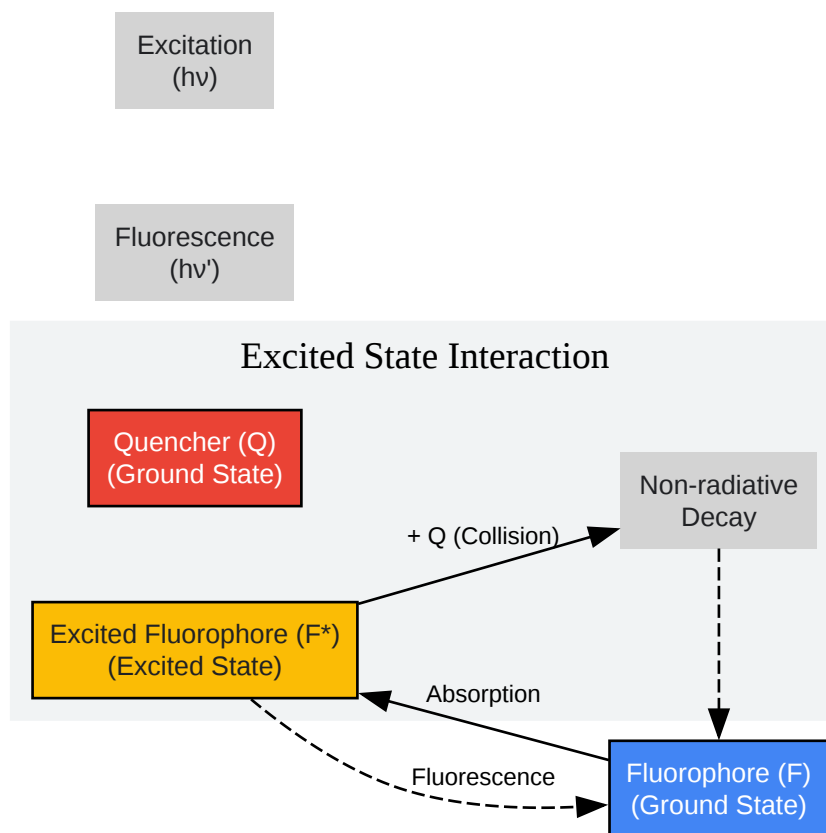 Excitation
(hν)
Fluorescence
(hν')
Excited State Interaction
Quencher (Q)
(Ground State)
Non-radiative
Decay
+ Q (Collision)
Excited Fluorophore (F*)
(Excited State)
Absorption
Fluorescence
Fluorophore (F)
(Ground State)